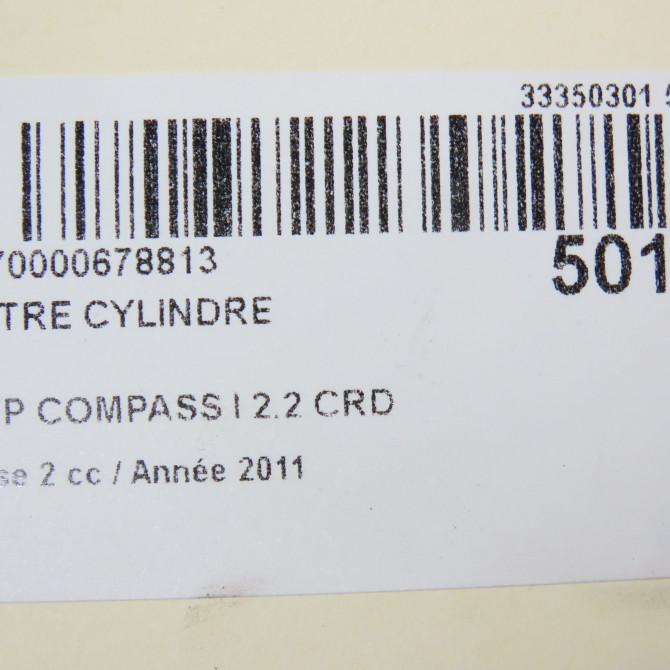 33350301 5
70000678813
501
TRE CYLINDRE
P COMPASS I 2.2 CRD
se 2 cc / Année 2011